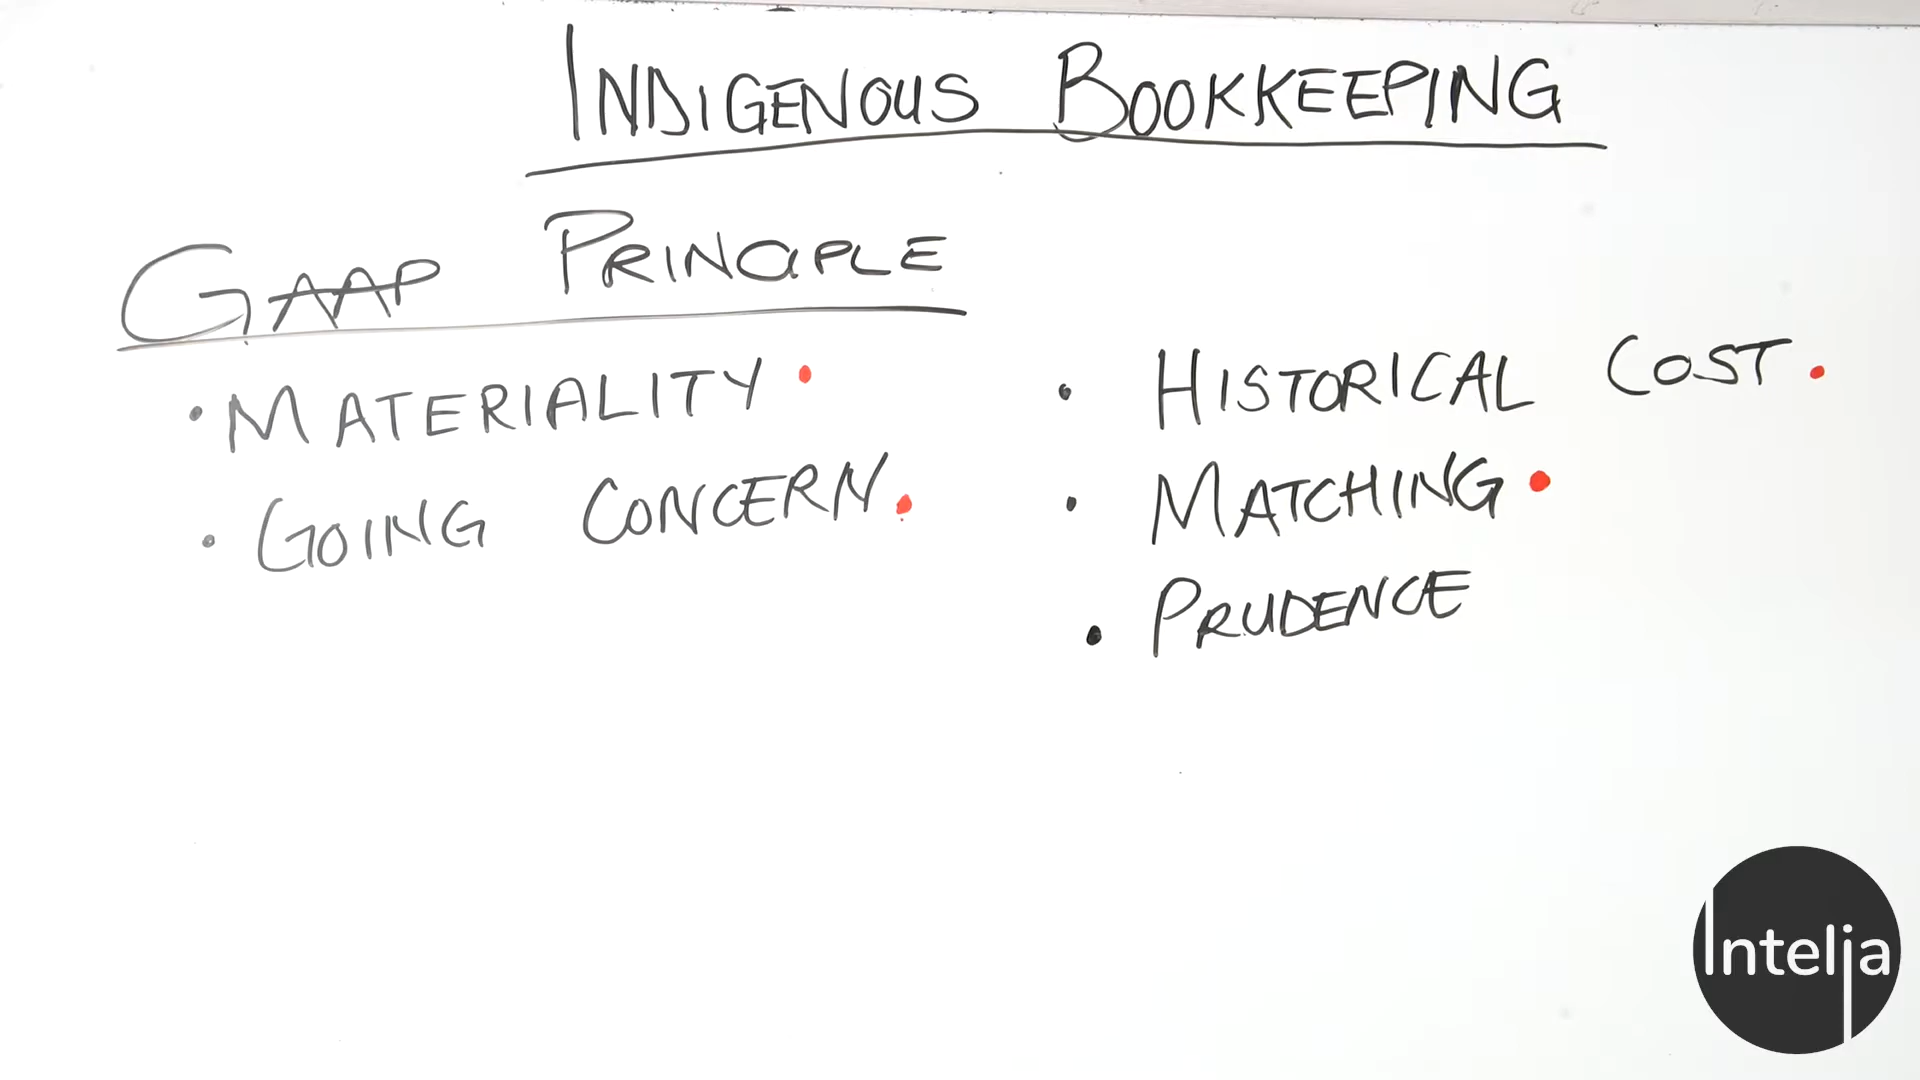 INDIGENOUS BOOKKEEPING
GAAP PRINCIPLE
• MATERIALITY
• GOING CONCERN
• HISTORICAL COST
• MATCHING
• PRUDENCE
Intelja